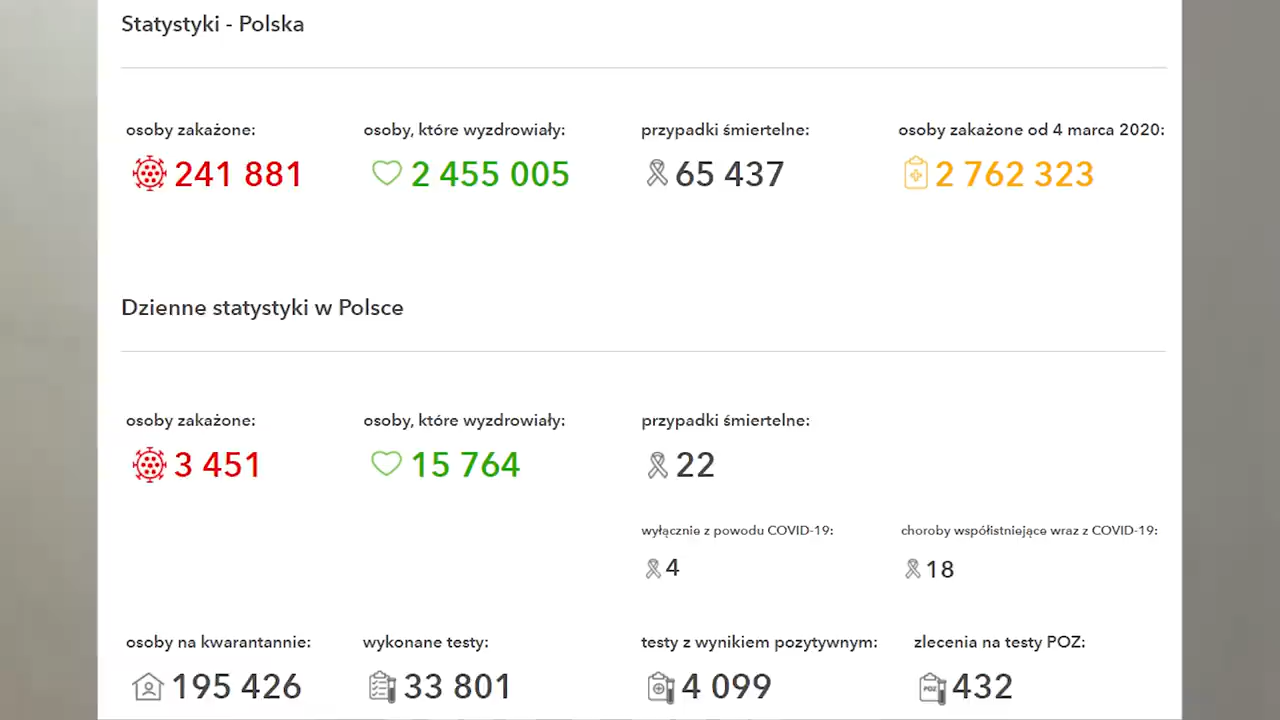 Statystyki - Polska
osoby zakażone: osoby, które wyzdrowiały: przypadki śmiertelne: osoby zakażone od 4 marca 2020:
241 881 2 455 005 65 437 2 762 323
Dzienne statystyki w Polsce
osoby zakażone: osoby, które wyzdrowiały: przypadki śmiertelne:
3 451 15 764 22
wyłącznie z powodu COVID-19: choroby współistniejące wraz z COVID-19:
4 18
osoby na kwarantannie: wykonane testy: testy z wynikiem pozytywnym: zlecenia na testy POZ:
195 426 33 801 4 099 POZ 432